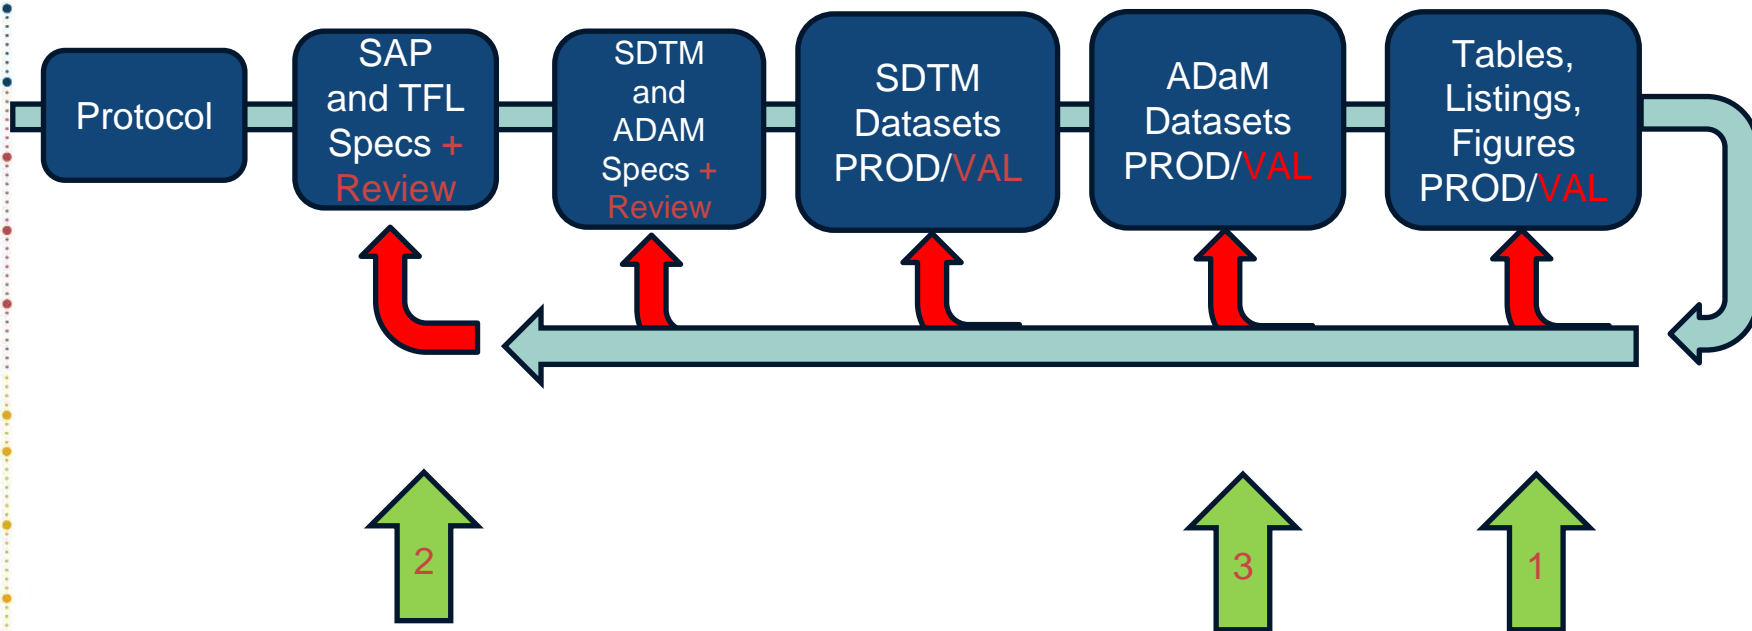 Protocol
SAP
and TFL
Specs +
Review
SDTM
and
ADAM
Specs +
Review
SDTM
Datasets
PROD/VAL
ADaM
Datasets
PROD/VAL
Tables,
Listings,
Figures
PROD/VAL
2
3
1